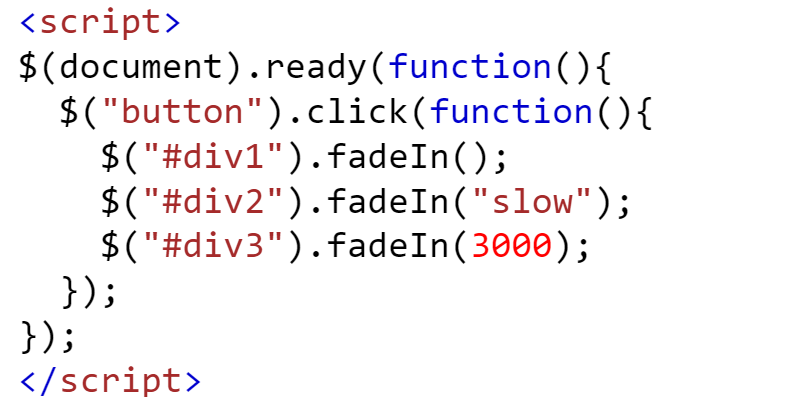 <script>
$(document).ready(function(){
  $("button").click(function(){
    $("#div1").fadeIn();
    $("#div2").fadeIn("slow");
    $("#div3").fadeIn(3000);
  });
});
</script>